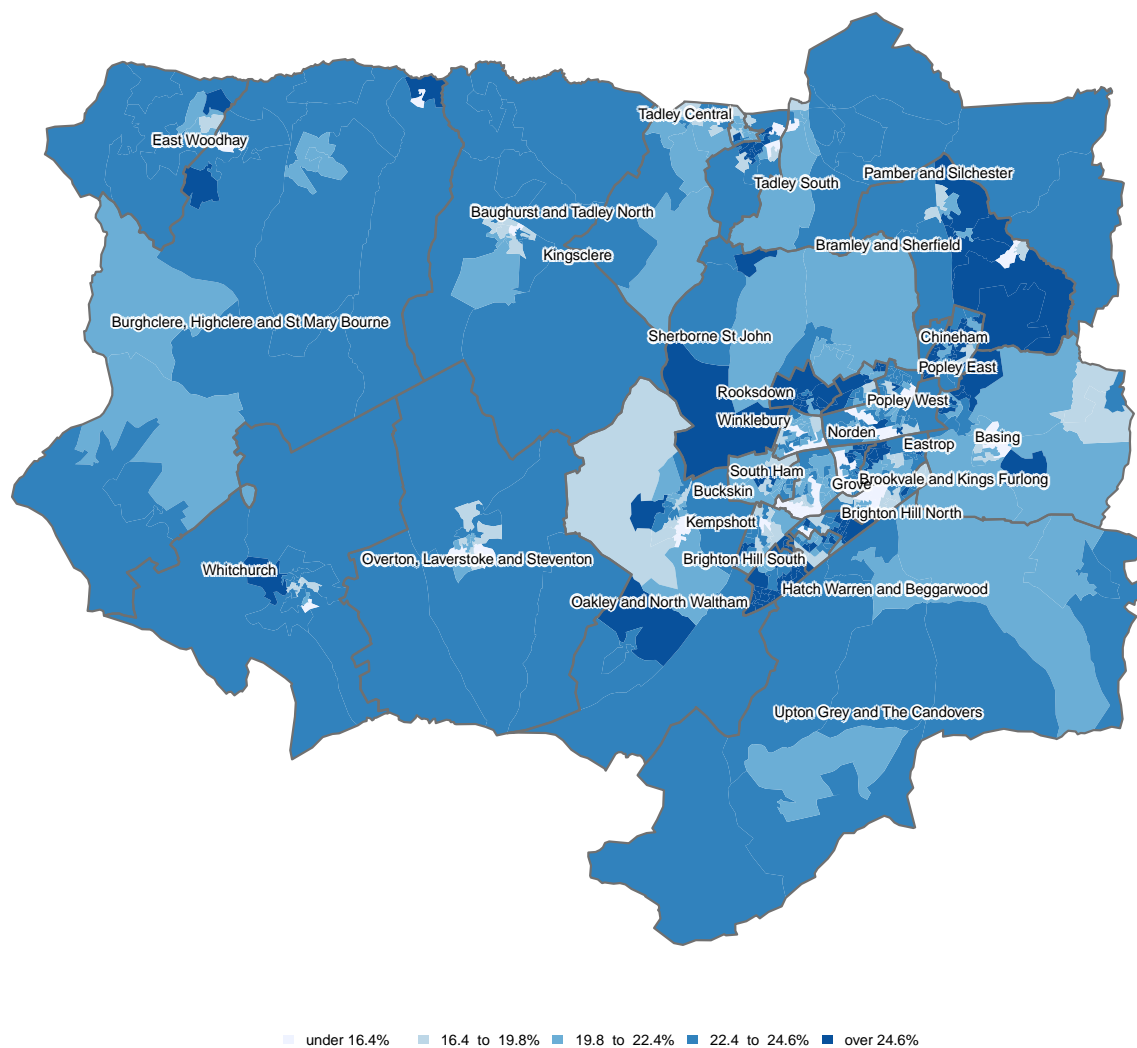 Tadley Central
East Woodhay
Pamber and Silchester
Tadley South
Baughurst and Tadley North
Bramley and Sherfield
Kingsclere
Burghclere, Highclere and St Mary Bourne
Sherborne St John
Chineham
Popley East
Rooksdown
Popley West
Winklebury
Norden
Basing
Eastrop
South Ham
Grove
Brookvale and Kings Furlong
Buckskin
Brighton Hill North
Kempshott
Overton, Laverstoke and Steventon
Brighton Hill South
Whitchurch
Hatch Warren and Beggarwood
Oakley and North Waltham
Upton Grey and The Candovers
under 16.4% 16.4 to 19.8% 19.8 to 22.4% 22.4 to 24.6% over 24.6%